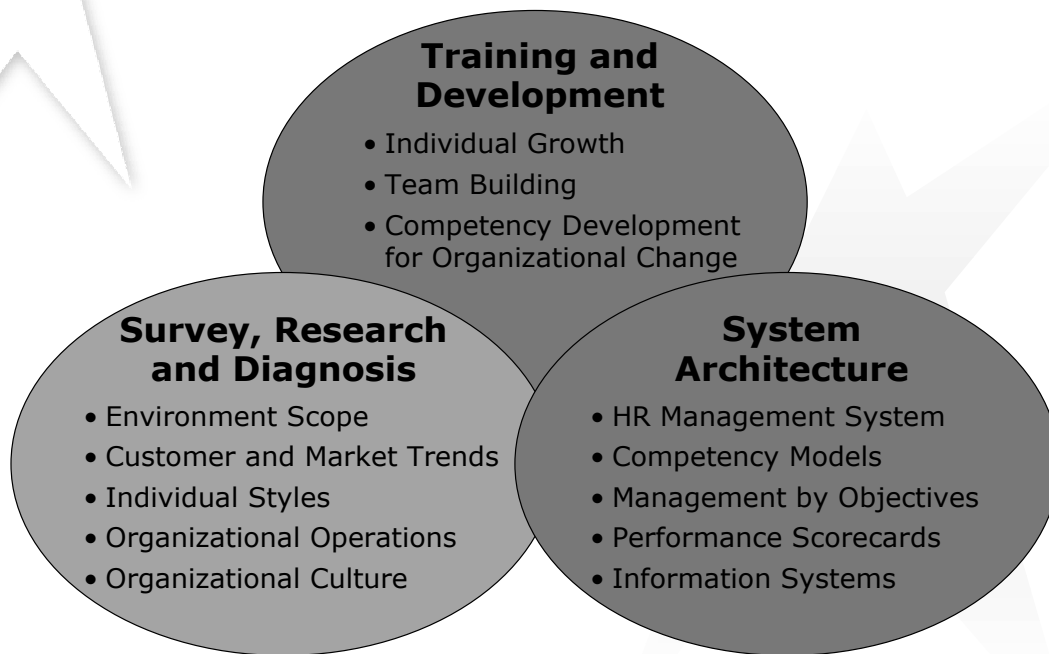 Training and
Development
• Individual Growth
• Team Building
• Competency Development
for Organizational Change
Survey, Research
and Diagnosis
• Environment Scope
• Customer and Market Trends
• Individual Styles
• Organizational Operations
• Organizational Culture
System
Architecture
• HR Management System
• Competency Models
• Management by Objectives
• Performance Scorecards
• Information Systems